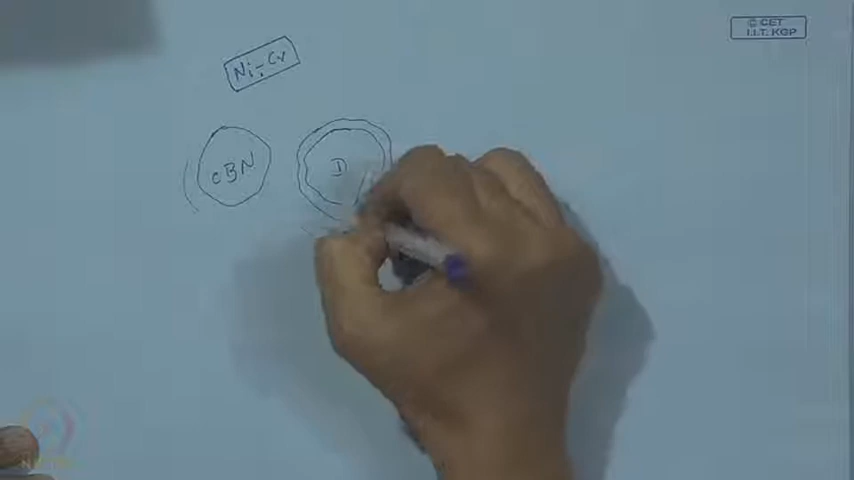 © CET
I.I.T. KGP
Ni-Cr
cBN
D